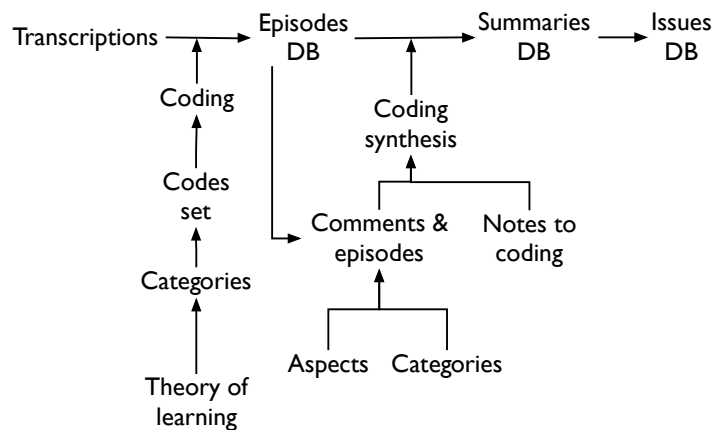 Transcriptions
Episodes
DB
Summaries
DB
Issues
DB
Coding
Coding
synthesis
Codes
set
Comments &
episodes
Notes to
coding
Categories
Aspects
Categories
Theory of
learning